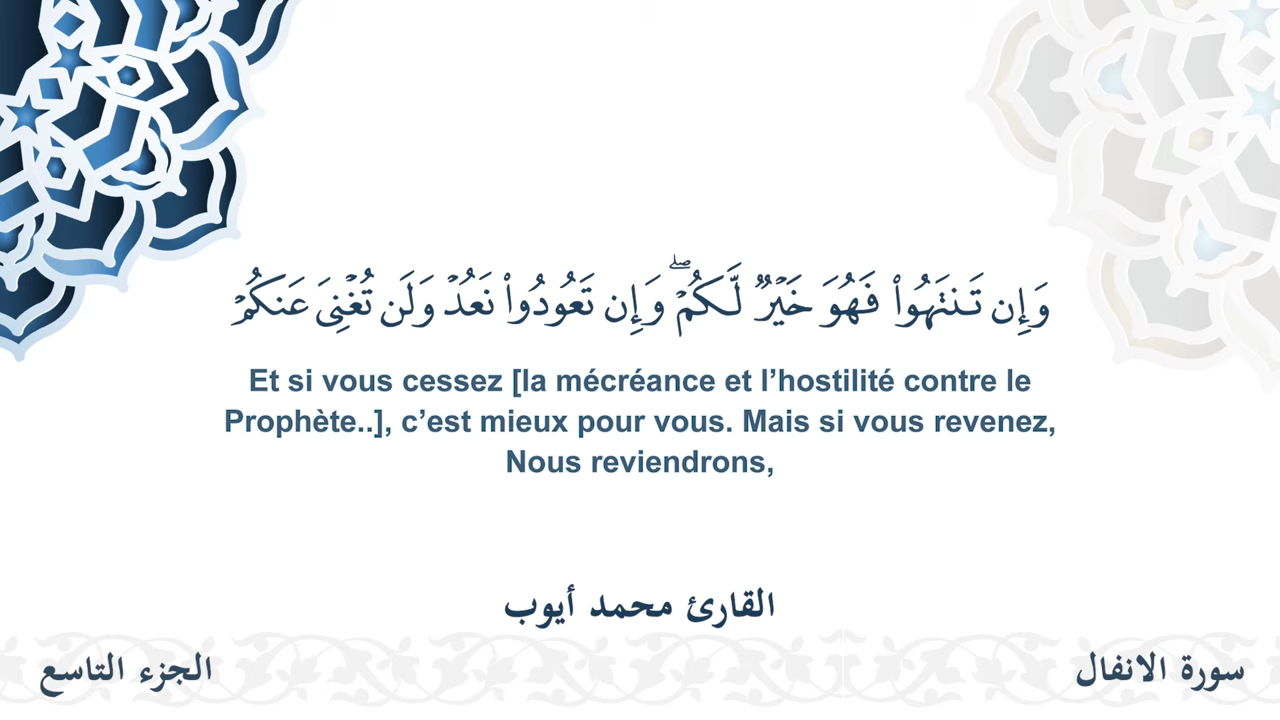 وَإِن تَنتَهُوا۟ فَهُوَ خَيْرٌ لَّكُمْ ۖ وَإِن تَعُودُوا۟ نَعُدْ وَلَن تُغْنِىَ عَنكُمْ
Et si vous cessez [la mécréance et l’hostilité contre le
Prophète..], c’est mieux pour vous. Mais si vous revenez,
Nous reviendrons,
القارئ محمد أيوب
سورة الانفال
الجزء التاسع